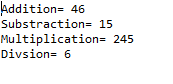 Addition= 46
Substraction= 15
Multiplication= 245
Divsion= 6